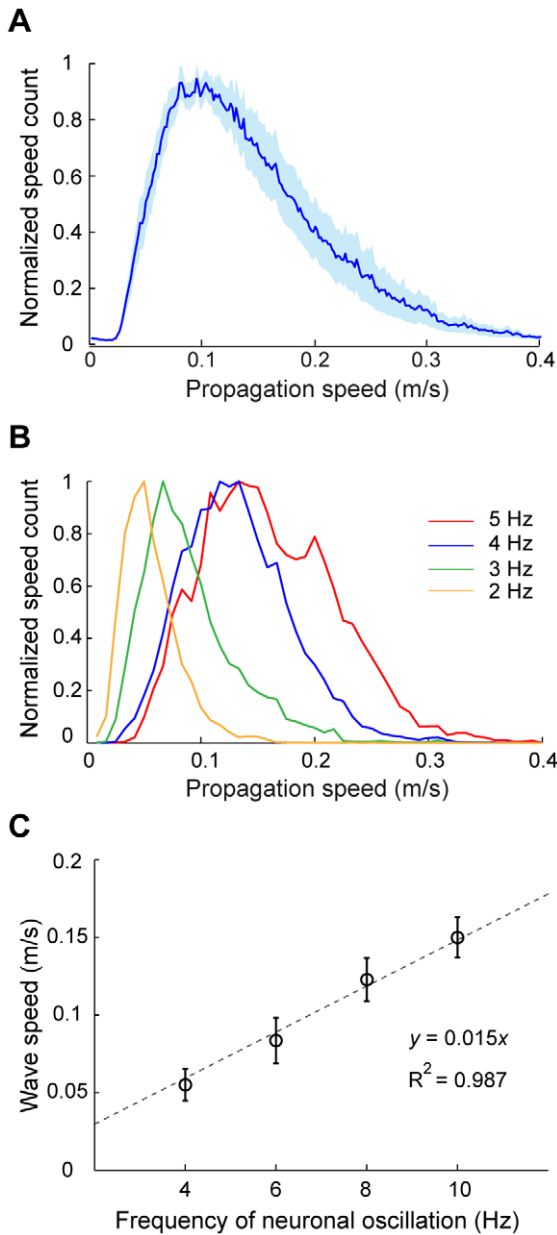 A
Normalized speed count
1
0.8
0.6
0.4
0.2
0
0 0.1 0.2 0.3 0.4
Propagation speed (m/s)
B
Normalized speed count
1
0.8
0.6
0.4
0.2
0
5 Hz
4 Hz
3 Hz
2 Hz
0 0.1 0.2 0.3 0.4
Propagation speed (m/s)
C
Wave speed (m/s)
0.2
0.15
0.1
0.05
0
y = 0.015x
R² = 0.987
4 6 8 10
Frequency of neuronal oscillation (Hz)